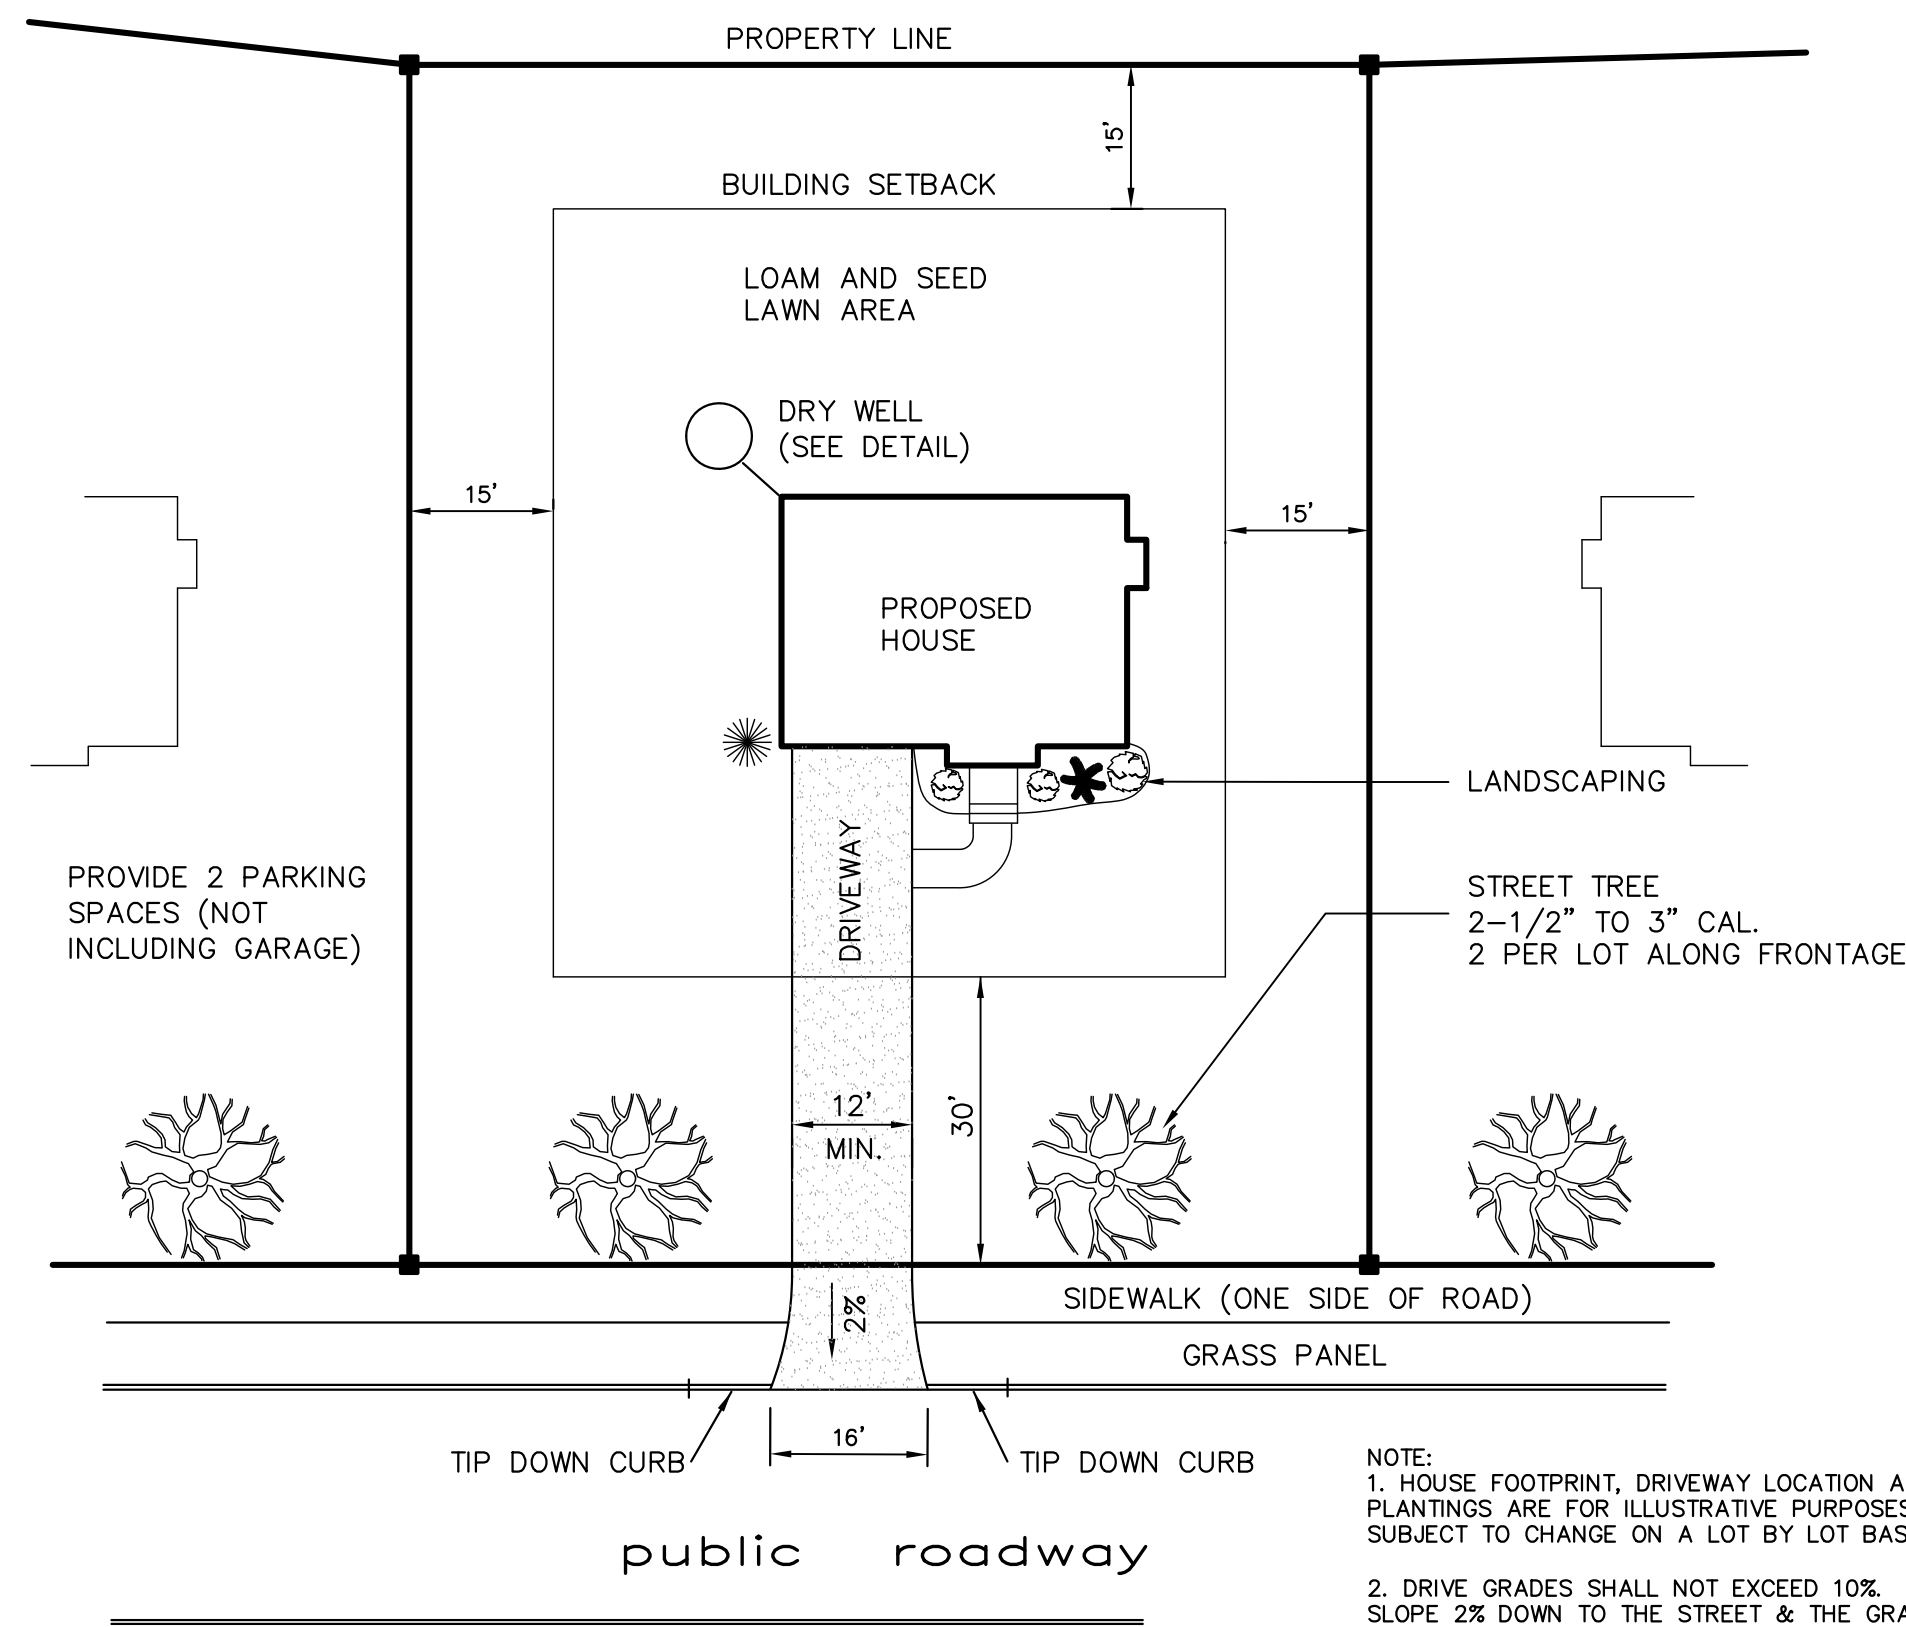 PROPERTY LINE
15'
BUILDING SETBACK
LOAM AND SEED
LAWN AREA
DRY WELL
(SEE DETAIL)
15'
15'
PROPOSED
HOUSE
LANDSCAPING
DRIVEWAY
PROVIDE 2 PARKING
SPACES (NOT
INCLUDING GARAGE)
STREET TREE
2-1/2" TO 3" CAL.
2 PER LOT ALONG FRONTAGE
12'
MIN.
30'
2%
SIDEWALK (ONE SIDE OF ROAD)
GRASS PANEL
16'
TIP DOWN CURB
TIP DOWN CURB
public roadway
NOTE:
1. HOUSE FOOTPRINT, DRIVEWAY LOCATION
PLANTINGS ARE FOR ILLUSTRATIVE PURPOSES
SUBJECT TO CHANGE ON A LOT BY LOT
2. DRIVE GRADES SHALL NOT EXCEED 10%.
SLOPE 2% DOWN TO THE STREET & THE